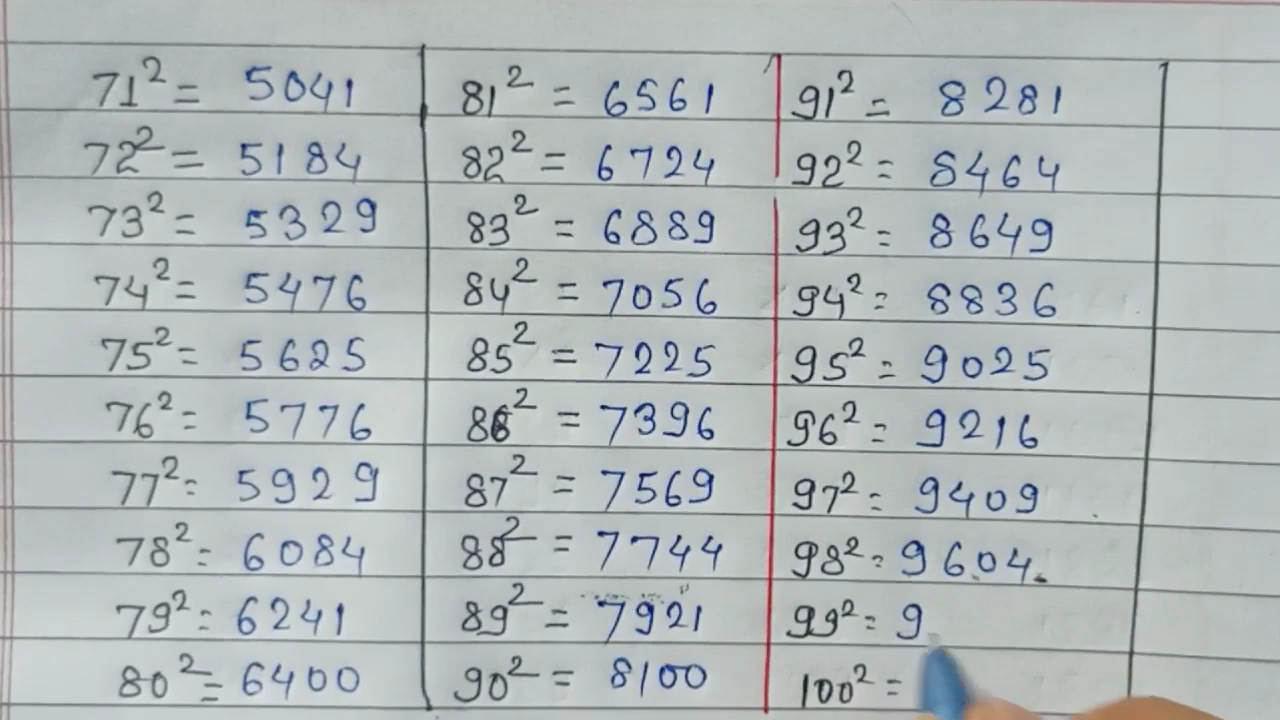 71² = 5041
72² = 5184
73² = 5329
74² = 5476
75² = 5625
76² = 5776
77² = 5929
78² = 6084
79² = 6241
80² = 6400
81² = 6561
82² = 6724
83² = 6889
84² = 7056
85² = 7225
86² = 7396
87² = 7569
88² = 7744
89² = 7921
90² = 8100
91² = 8281
92² = 8464
93² = 8649
94² = 8836
95² = 9025
96² = 9216
97² = 9409
98² = 9604
99² = 9
100² =